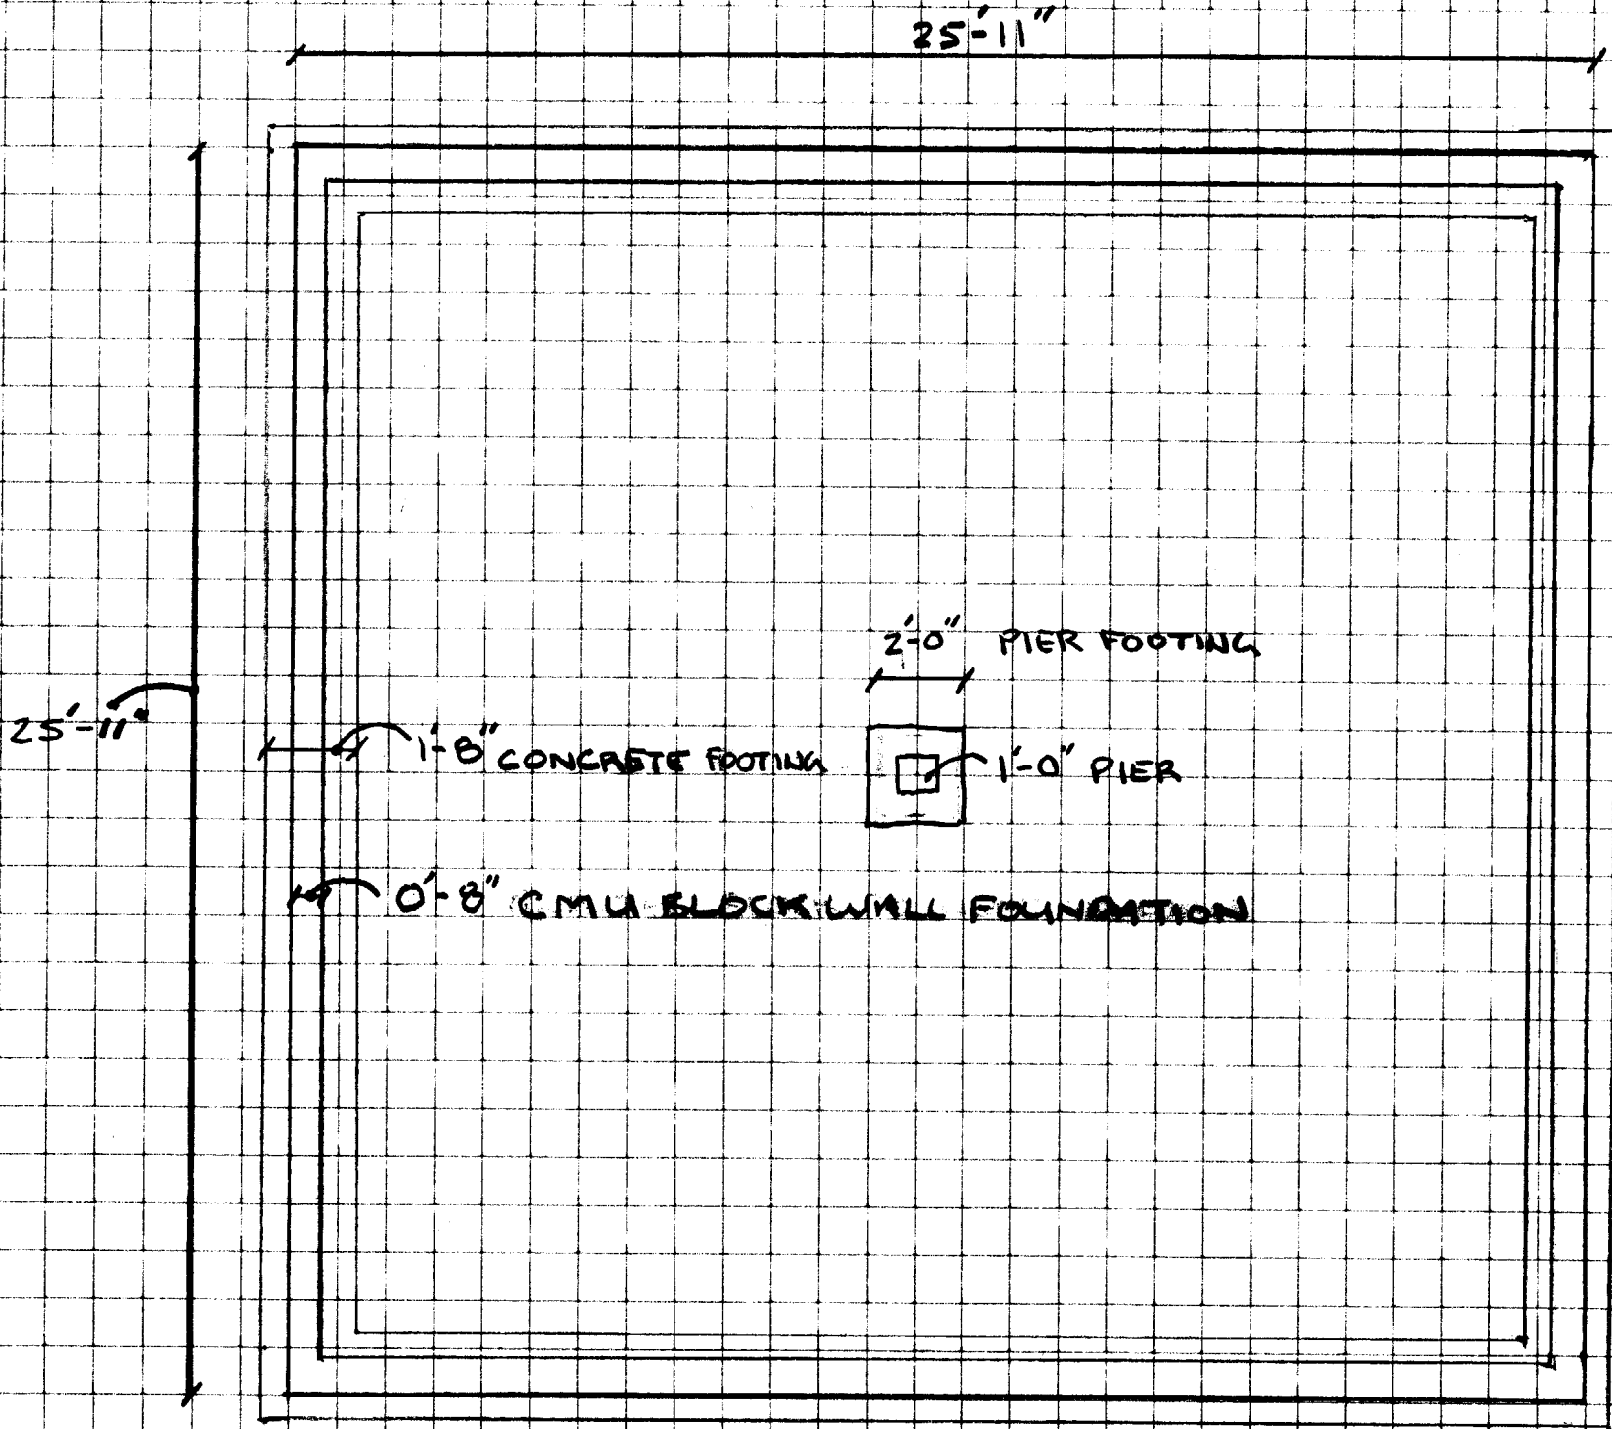 25'-11"
2'-0" PIER FOOTING
25'-11"
1'-8" CONCRETE FOOTING
1'-0" PIER
0'-8" CMU BLOCK WALL FOUNDATION